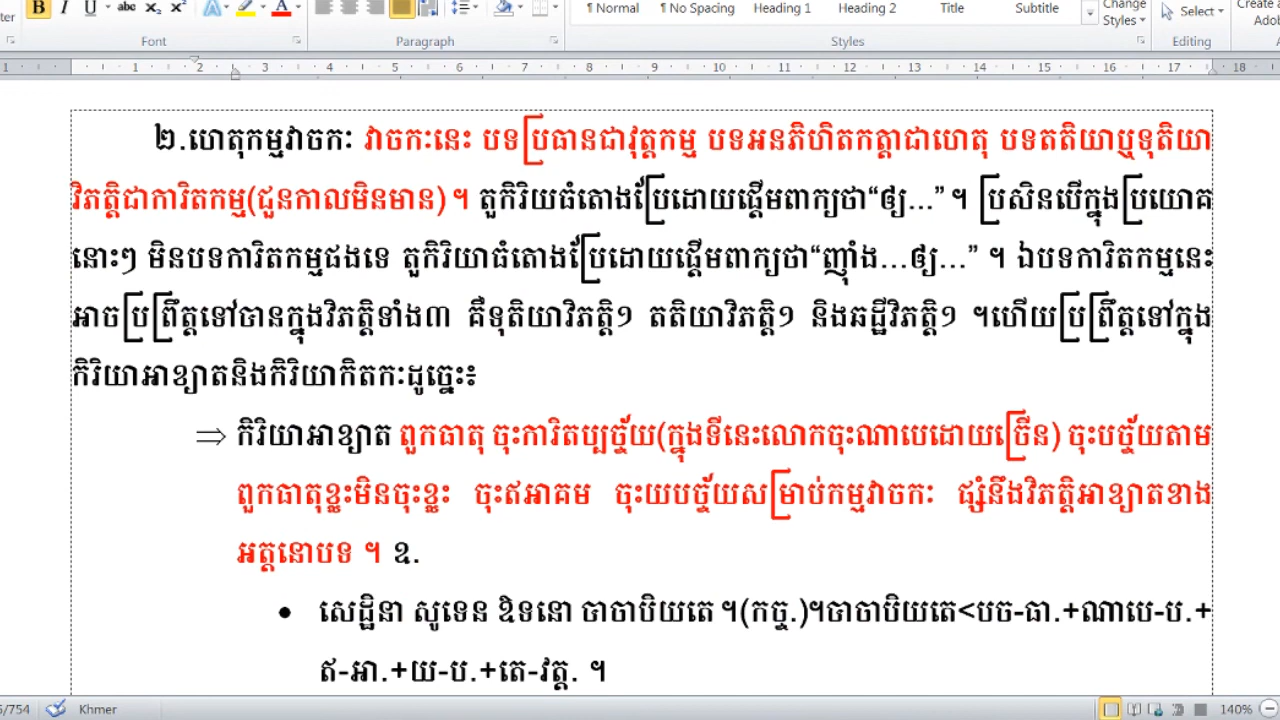 Font
Paragraph
Styles
Editing
¶ Normal
¶ No Spacing
Heading 1
Heading 2
Title
Subtitle
Change
Styles
Select
1 1 2 3 4 5 6 7 8 9 10 11 12 13 14 15 16 17 18
២.ហេតុកម្មវាចកៈ វាចកៈនេះ បទប្រធានជាវុត្តកម្ម បទអនភិហិតកត្តាជាហេតុ បទតតិយាឬទុតិយា
វិភត្តិជាការិតកម្ម(ជួនកាលមិនមាន) ។ តួកិរិយធំតោងប្រែដោយផ្តើមពាក្យថា“ឲ្យ...” ។ ប្រសិនបើក្នុងប្រយោគ
នោះៗ មិនបទការិតកម្មផងទេ តួកិរិយាធំតោងប្រែដោយផ្តើមពាក្យថា“ញ៉ាំង...ឲ្យ...” ។ ឯបទការិតកម្មនេះ
អាចប្រព្រឹត្តទៅបានក្នុងវិភត្តិទាំង៣ គឺទុតិយាវិភត្តិ១ តតិយាវិភត្តិ១ និងឆដ្ឋីវិភត្តិ១ ។ហើយប្រព្រឹត្តទៅក្នុង
កិរិយាអាខ្យាតនិងកិរិយាកិតកៈដូច្នេះ៖
⇒ កិរិយាអាខ្យាត ពួកធាតុ ចុះការិតប្បច្ច័យ(ក្នុងទីនេះលោកចុះណាបេដោយច្រើន) ចុះបច្ច័យតាម
ពួកធាតុខ្លះមិនចុះខ្លះ ចុះឥអាគម ចុះយបច្ច័យសម្រាប់កម្មវាចកៈ ផ្សំនឹងវិភត្តិអាខ្យាតខាង
អត្តនោបទ ។ ឧ.
• សេដ្ឋិនា សូទេន ឱទនោ បាចាបិយតេ ។(កច្ច.)។បាចាបិយតេ<បច-ធា.+ណាបេ-ប.+
ឥ-អា.+យ-ប.+តេ-វត្ត. ។
/754
Khmer
140%